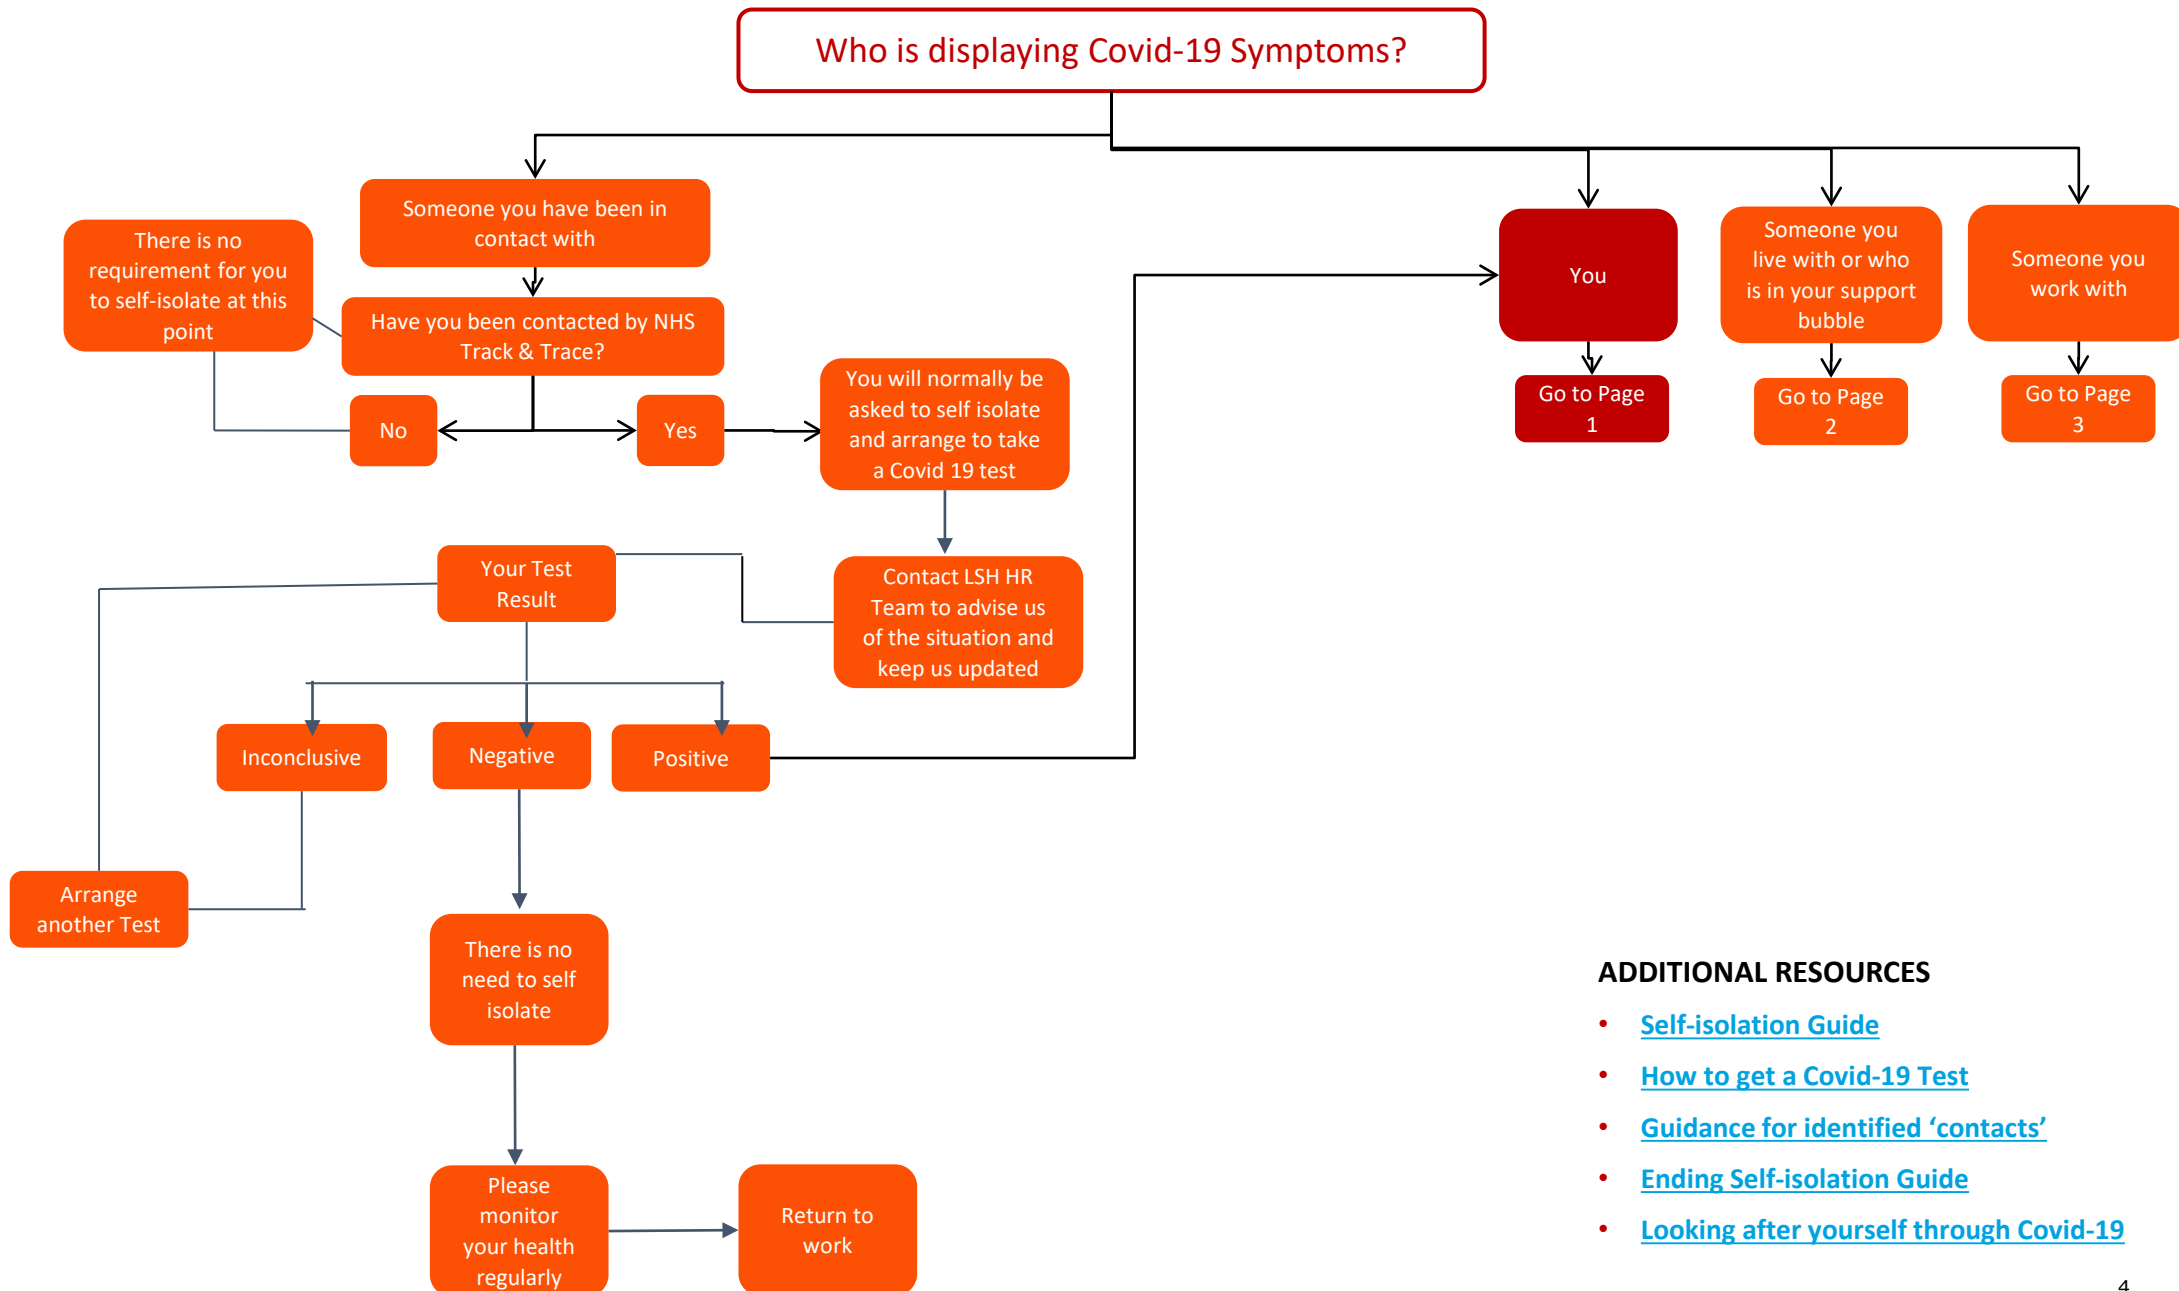 Who is displaying Covid-19 Symptoms?
Someone you have been in
contact with
There is no
requirement for you
to self-isolate at this
point
Have you been contacted by NHS
Track & Trace?
No
Yes
You will normally be
asked to self isolate
and arrange to take
a Covid 19 test
You
Go to Page
1
Someone you
live with or who
is in your support
bubble
Go to Page
2
Someone you
work with
Go to Page
3
Your Test
Result
Contact LSH HR
Team to advise us
of the situation and
keep us updated
Inconclusive
Negative
Positive
Arrange
another Test
There is no
need to self
isolate
Please
monitor
your health
regularly
Return to
work
ADDITIONAL RESOURCES
• Self-isolation Guide
• How to get a Covid-19 Test
• Guidance for identified ‘contacts’
• Ending Self-isolation Guide
• Looking after yourself through Covid-19
4